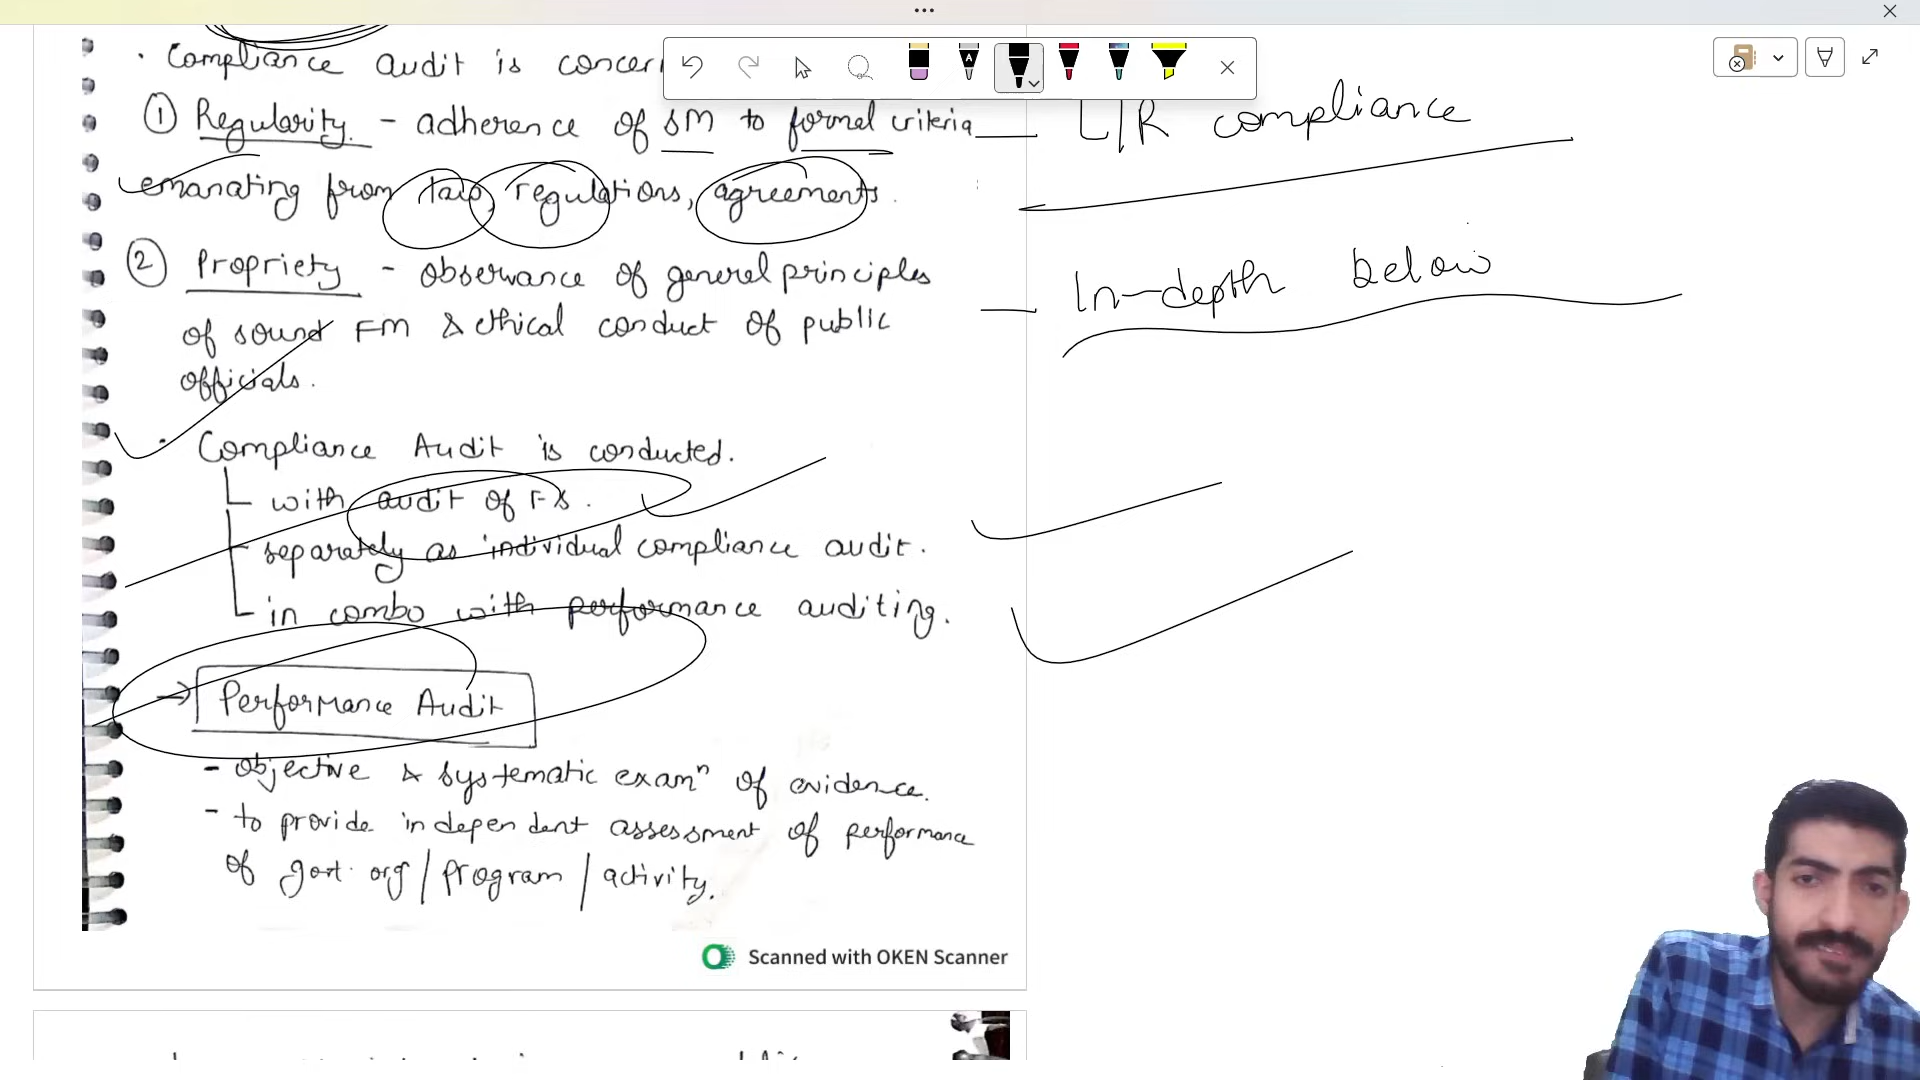 · Compliance audit is concer
① Regularity - adherence of SM to formal criteria — L/R compliance
emanating from law, regulations, agreements.
② Propriety - observance of general principles — In-depth below
of sound FM & ethical conduct of public
officials.
· Compliance Audit is conducted.
with audit of FS.
separately as individual compliance audit.
in combo with performance auditing.
→ Performance Audit
- objective & systematic examⁿ of evidence.
- to provide independent assessment of performance
of govt. org / program / activity.
Scanned with OKEN Scanner